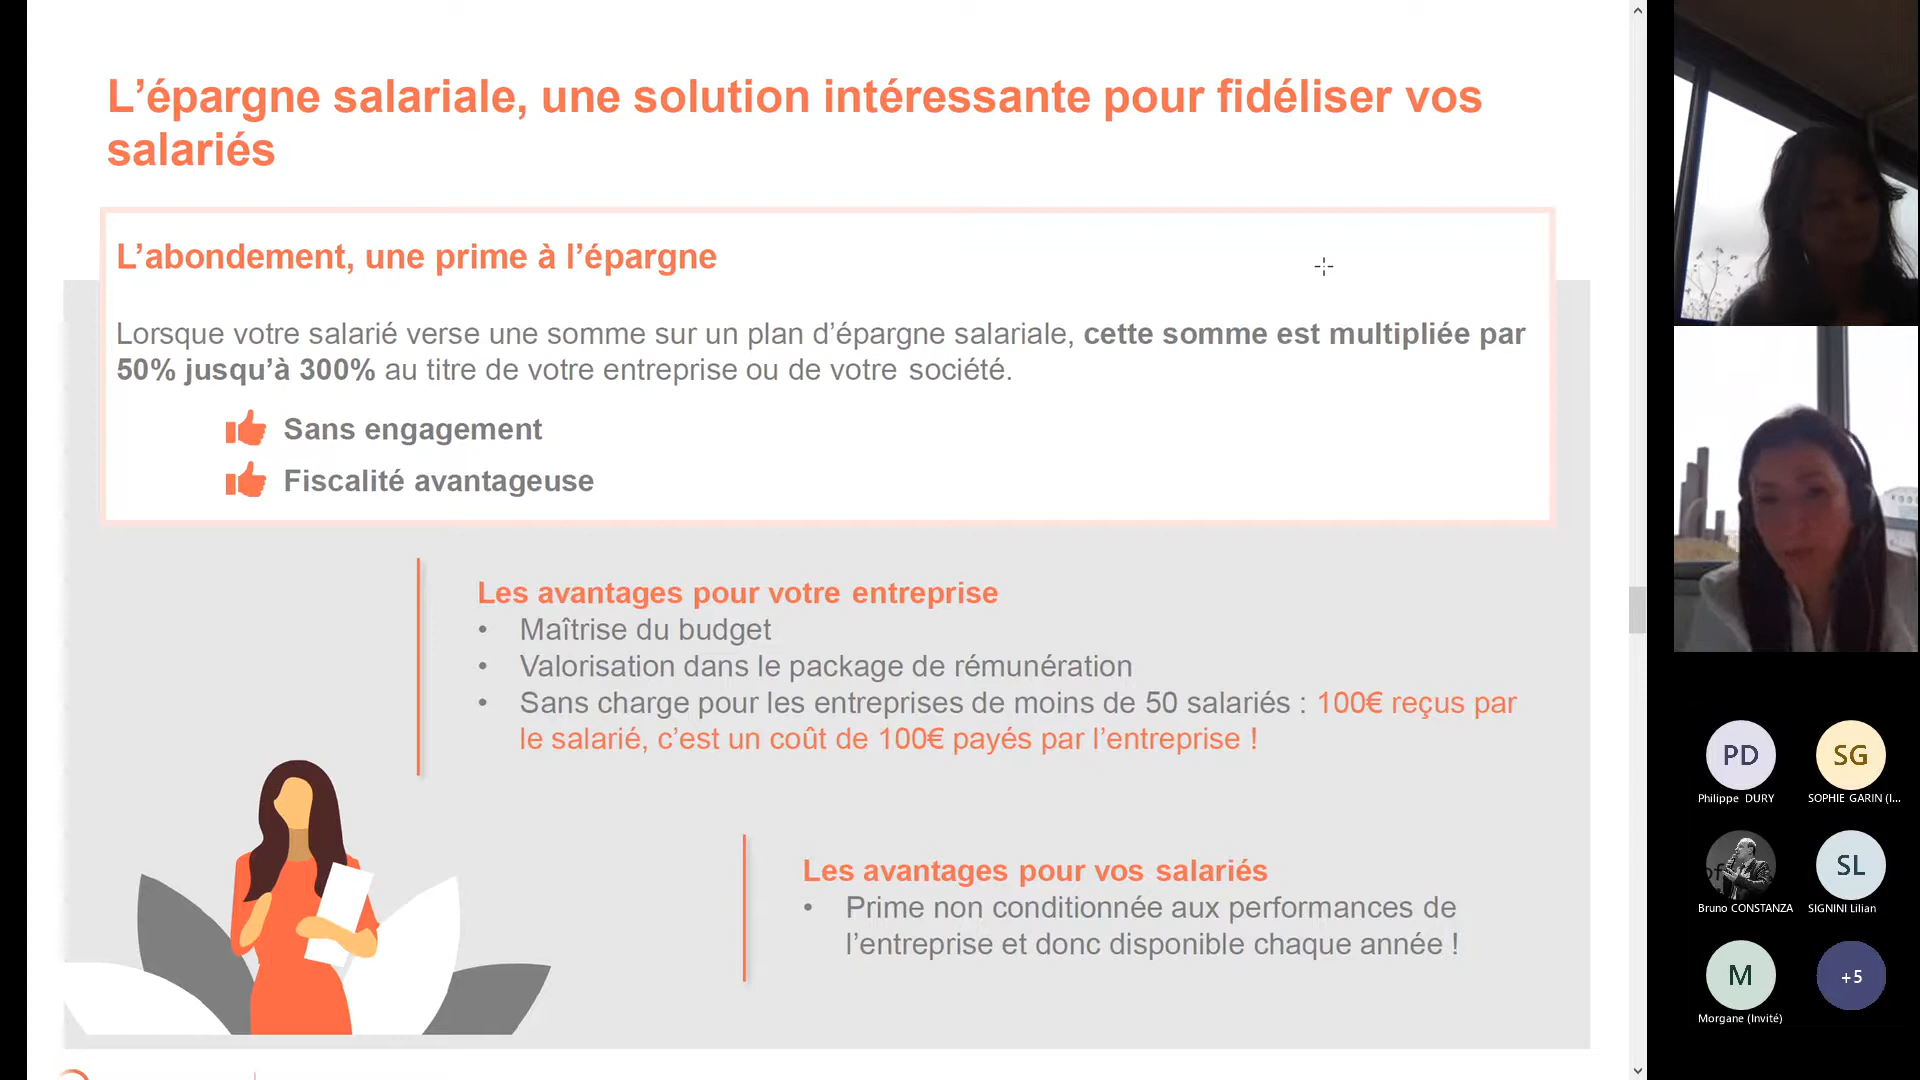 L’épargne salariale, une solution intéressante pour fidéliser vos
salariés
L’abondement, une prime à l’épargne
Lorsque votre salarié verse une somme sur un plan d’épargne salariale, cette somme est multipliée par
50% jusqu’à 300% au titre de votre entreprise ou de votre société.
Sans engagement
Fiscalité avantageuse
Les avantages pour votre entreprise
• Maîtrise du budget
• Valorisation dans le package de rémunération
• Sans charge pour les entreprises de moins de 50 salariés : 100€ reçus par
le salarié, c’est un coût de 100€ payés par l’entreprise !
Les avantages pour vos salariés
• Prime non conditionnée aux performances de
l’entreprise et donc disponible chaque année !
PD
Philippe DURY
SG
SOPHIE GARIN (I...
Bruno CONSTANZA
SL
SIGNINI Lilian
M
Morgane (Invité)
+5